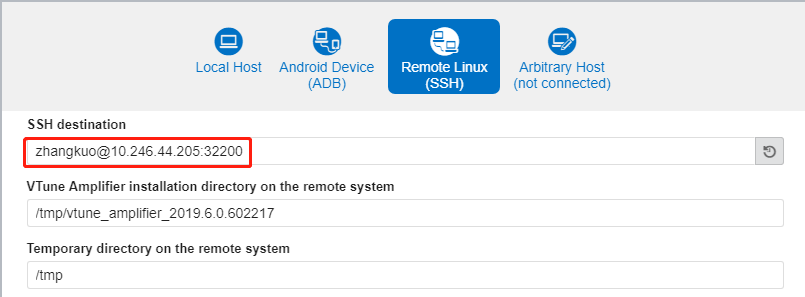 Local Host
Android Device
(ADB)
Remote Linux
(SSH)
Arbitrary Host
(not connected)
SSH destination
zhangkuo@10.246.44.205:32200
VTune Amplifier installation directory on the remote system
/tmp/vtune_amplifier_2019.6.0.602217
Temporary directory on the remote system
/tmp